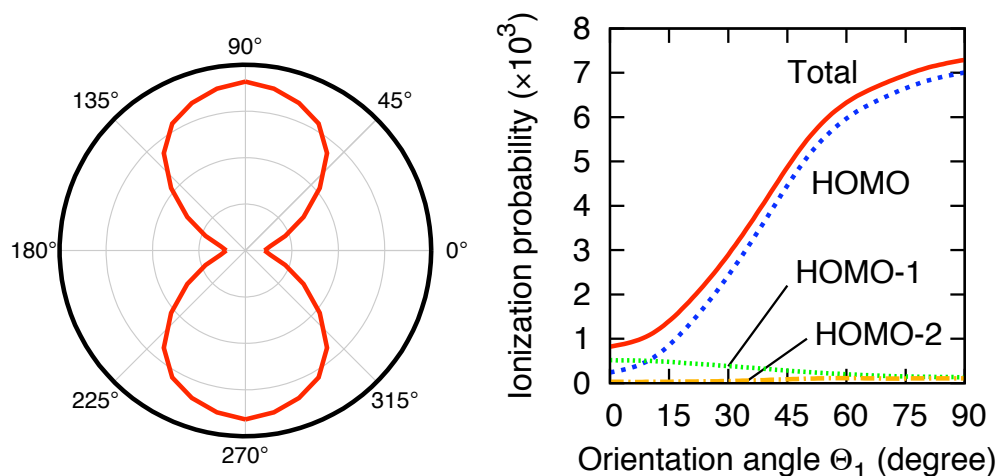 90°
135°
45°
180°
0°
225°
315°
270°
Ionization probability (×10³)
8
7
6
5
4
3
2
1
0
Total
HOMO
HOMO-1
HOMO-2
0 15 30 45 60 75 90
Orientation angle Θ₁ (degree)